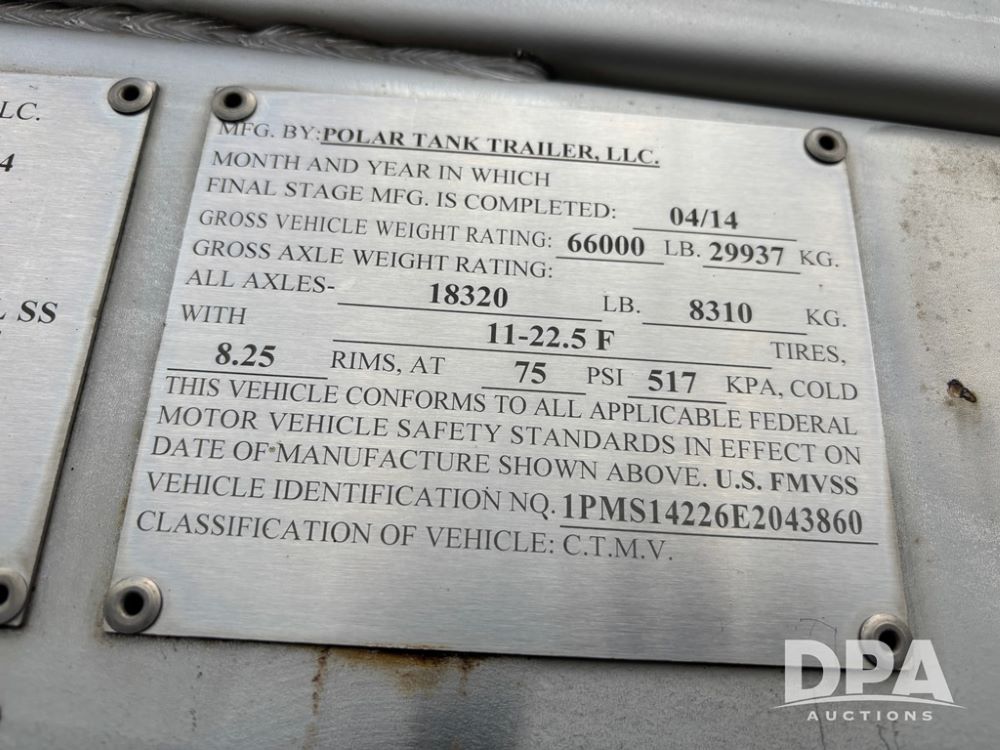 LC.
4
L SS
MFG. BY: POLAR TANK TRAILER, LLC.
MONTH AND YEAR IN WHICH
FINAL STAGE MFG. IS COMPLETED: 04/14
GROSS VEHICLE WEIGHT RATING: 66000 LB. 29937 KG.
GROSS AXLE WEIGHT RATING:
ALL AXLES- 18320 LB. 8310 KG.
WITH 11-22.5 F TIRES,
8.25 RIMS, AT 75 PSI 517 KPA, COLD
THIS VEHICLE CONFORMS TO ALL APPLICABLE FEDERAL
MOTOR VEHICLE SAFETY STANDARDS IN EFFECT ON
DATE OF MANUFACTURE SHOWN ABOVE. U.S. FMVSS
VEHICLE IDENTIFICATION NO. 1PMS14226E2043860
CLASSIFICATION OF VEHICLE: C.T.M.V.
DPA
AUCTIONS